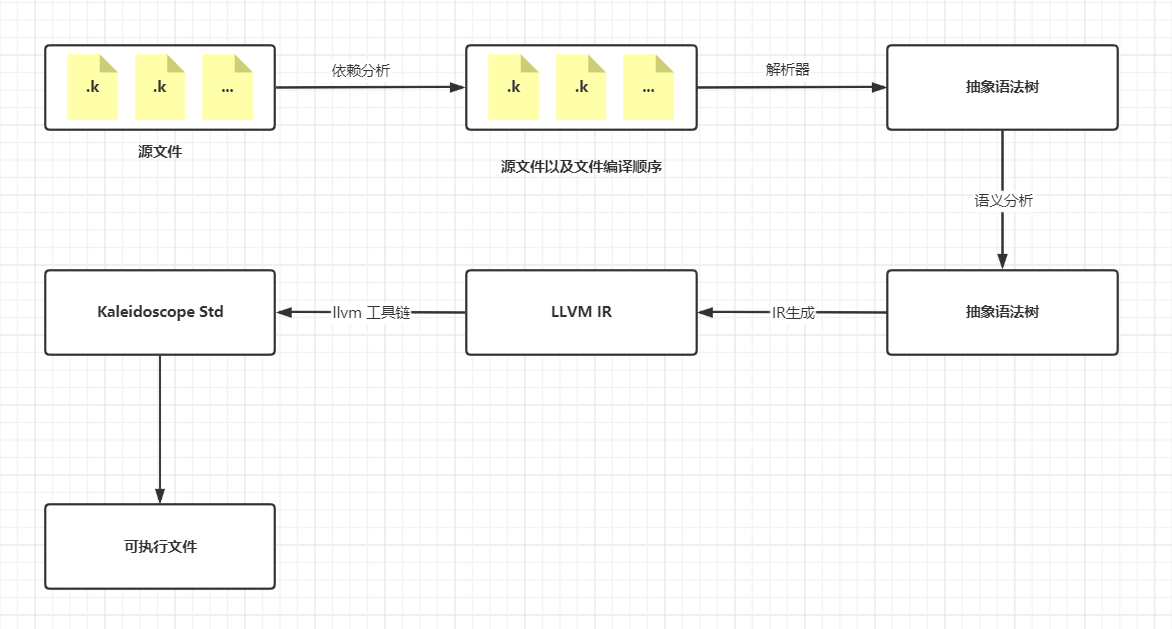 .k
.k
...
依赖分析
.k
.k
...
解析器
抽象语法树
源文件
源文件以及文件编译顺序
语义分析
Kaleidoscope Std
llvm 工具链
LLVM IR
IR生成
抽象语法树
可执行文件